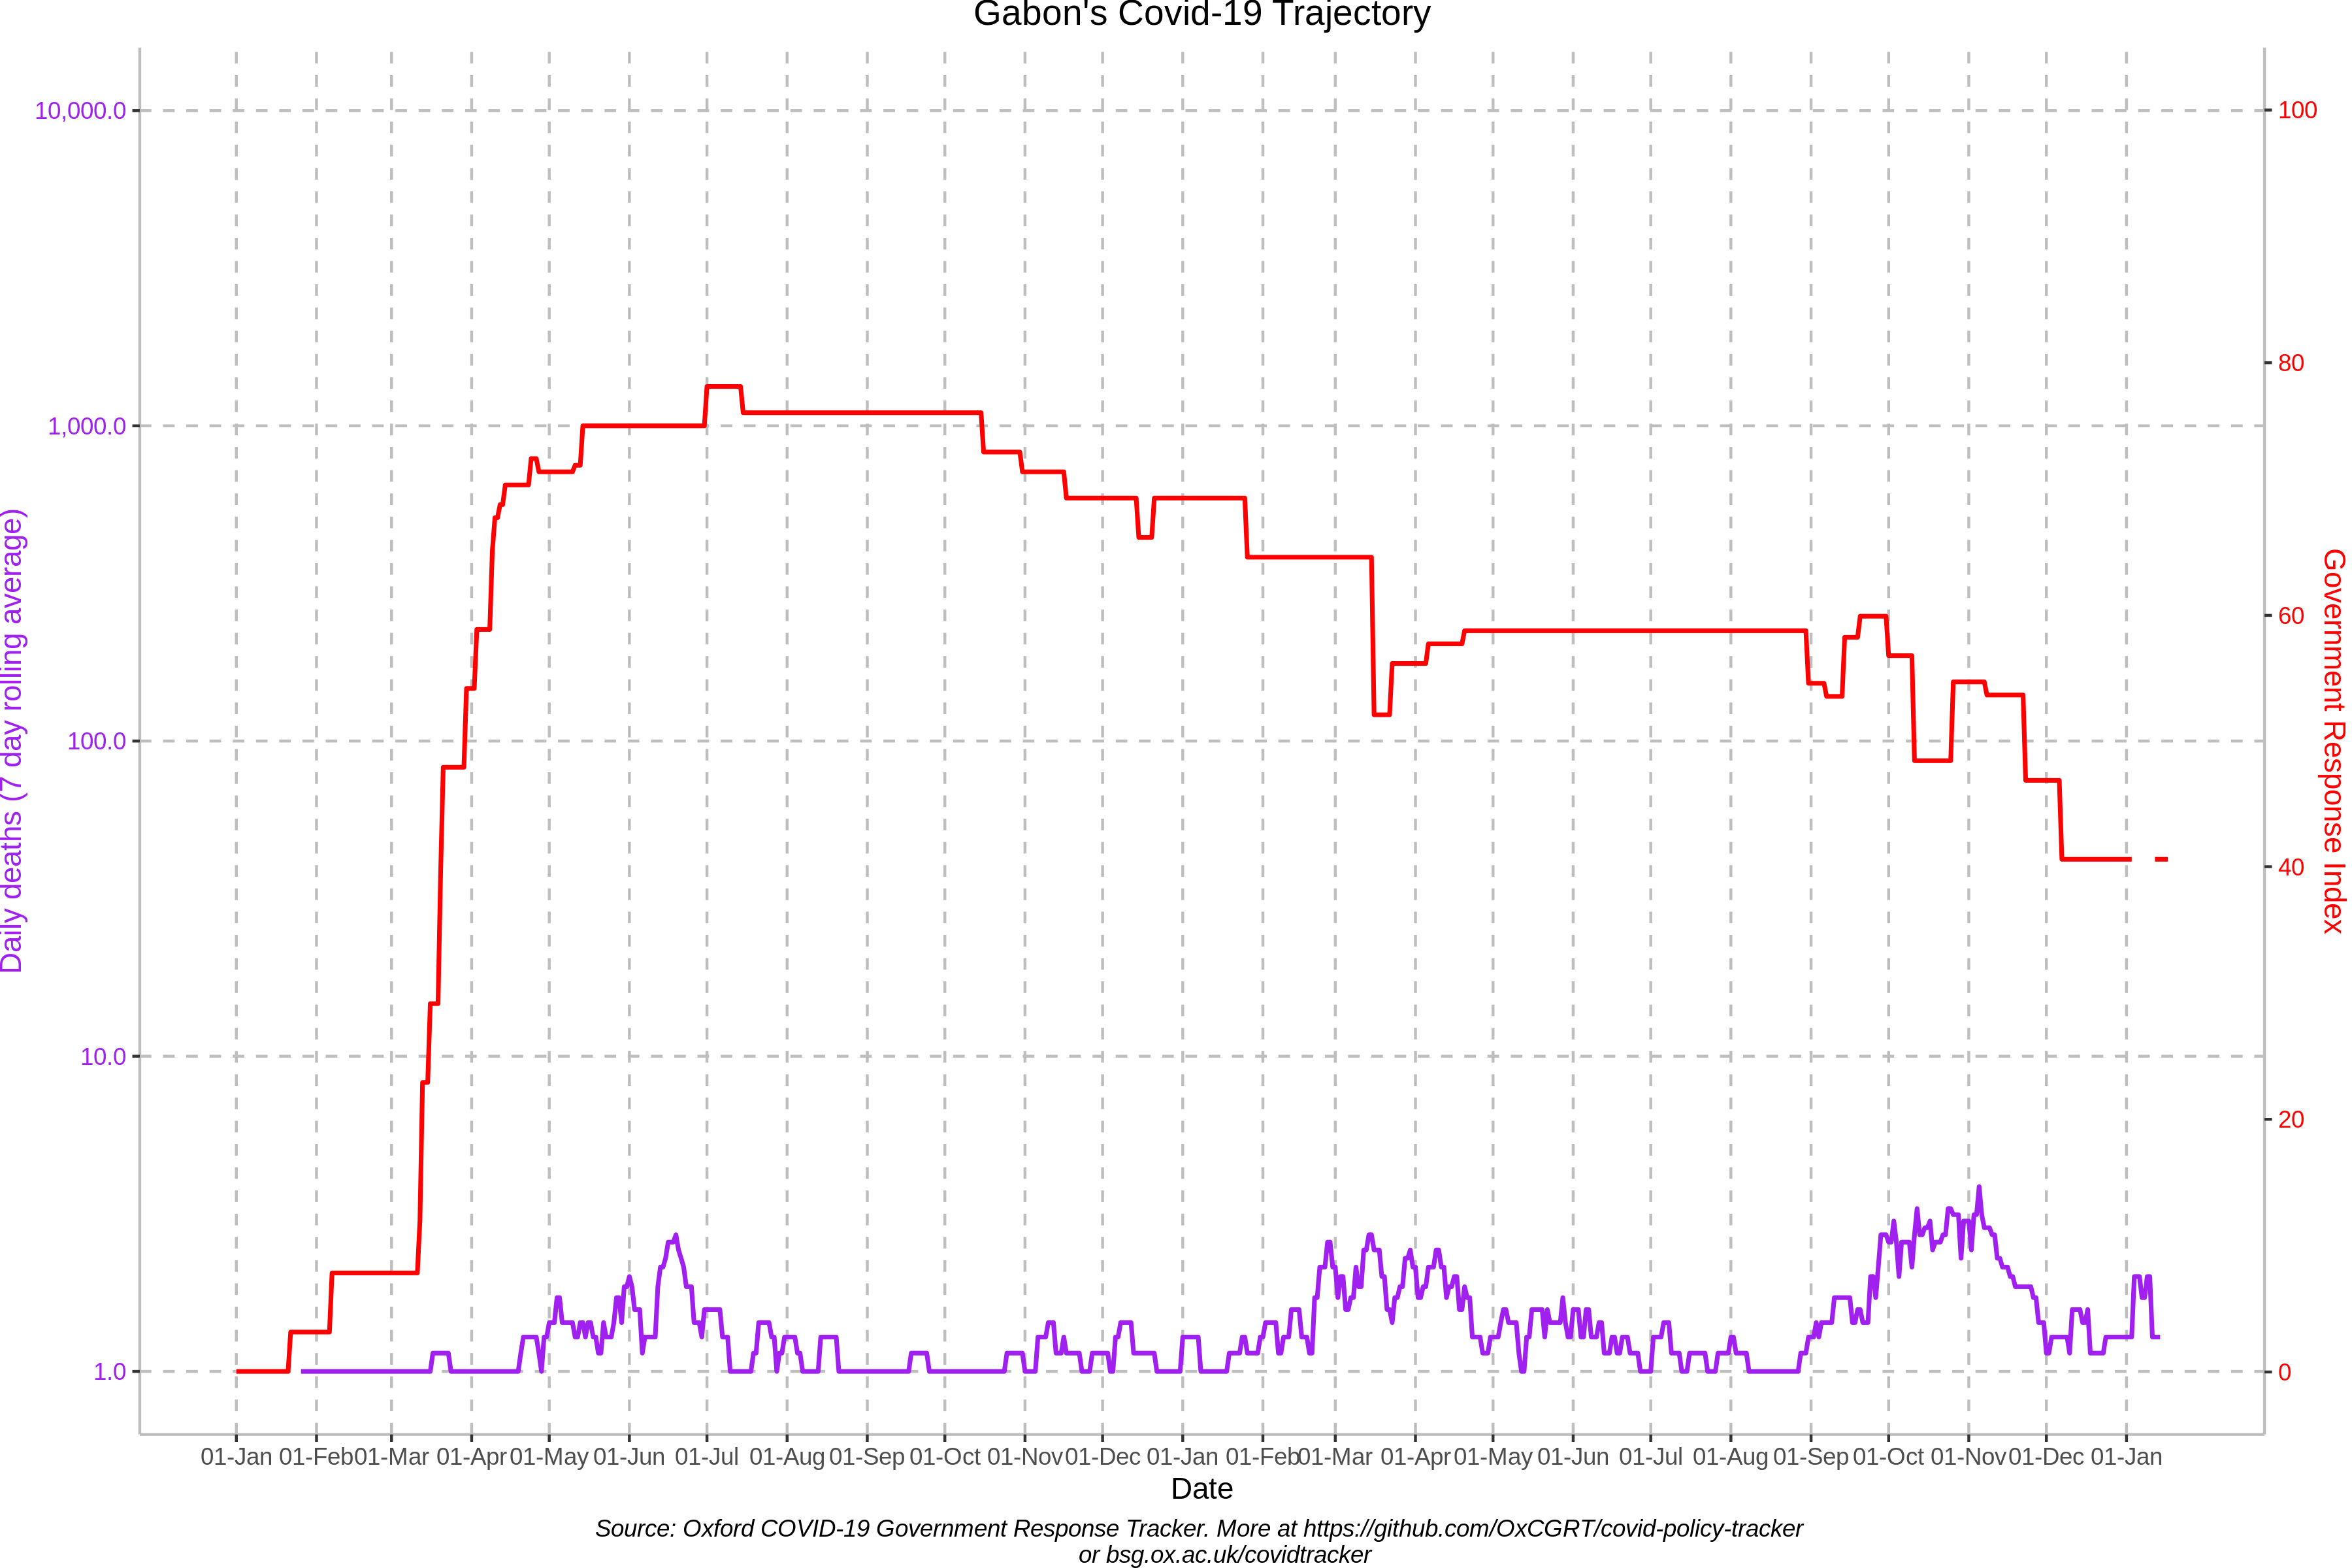 Gabon's Covid-19 Trajectory
10,000.0
1,000.0
100.0
10.0
1.0
Daily deaths (7 day rolling average)
100
80
60
40
20
0
Government Response Index
01-Jan 01-Feb 01-Mar 01-Apr 01-May 01-Jun 01-Jul 01-Aug 01-Sep 01-Oct 01-Nov 01-Dec 01-Jan 01-Feb 01-Mar 01-Apr 01-May 01-Jun 01-Jul 01-Aug 01-Sep 01-Oct 01-Nov 01-Dec 01-Jan
Date
Source: Oxford COVID-19 Government Response Tracker. More at https://github.com/OxCGRT/covid-policy-tracker
or bsg.ox.ac.uk/covidtracker